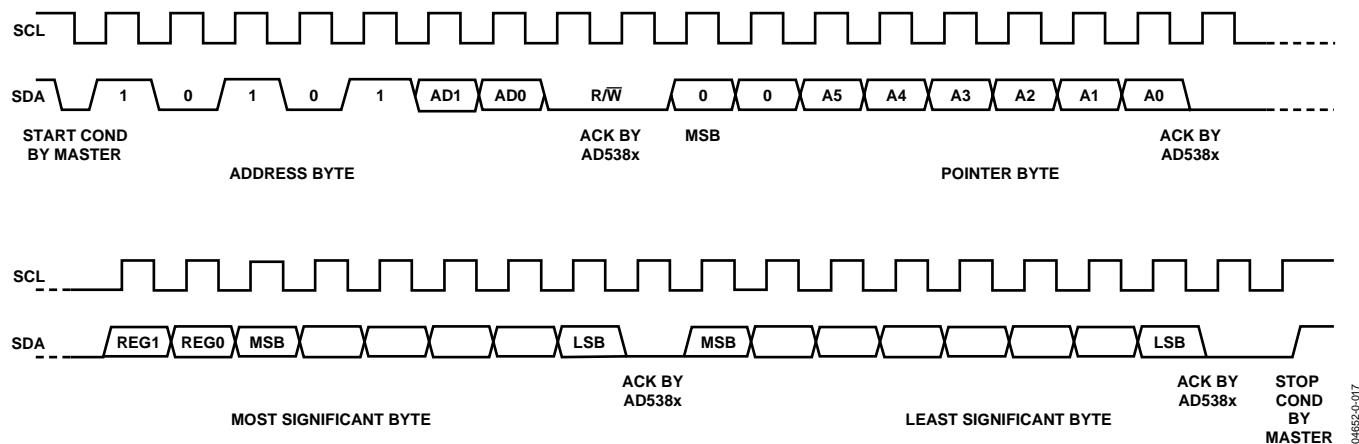 SCL
SDA 1 0 1 0 1 AD1 AD0 R/W̅ 0 0 A5 A4 A3 A2 A1 A0
START COND
BY MASTER
ACK BY
AD538x
MSB
ACK BY
AD538x
ADDRESS BYTE
POINTER BYTE
SCL
SDA REG1 REG0 MSB LSB MSB LSB
ACK BY
AD538x
ACK BY
AD538x
STOP
COND
BY
MASTER
MOST SIGNIFICANT BYTE
LEAST SIGNIFICANT BYTE
04652-0-017